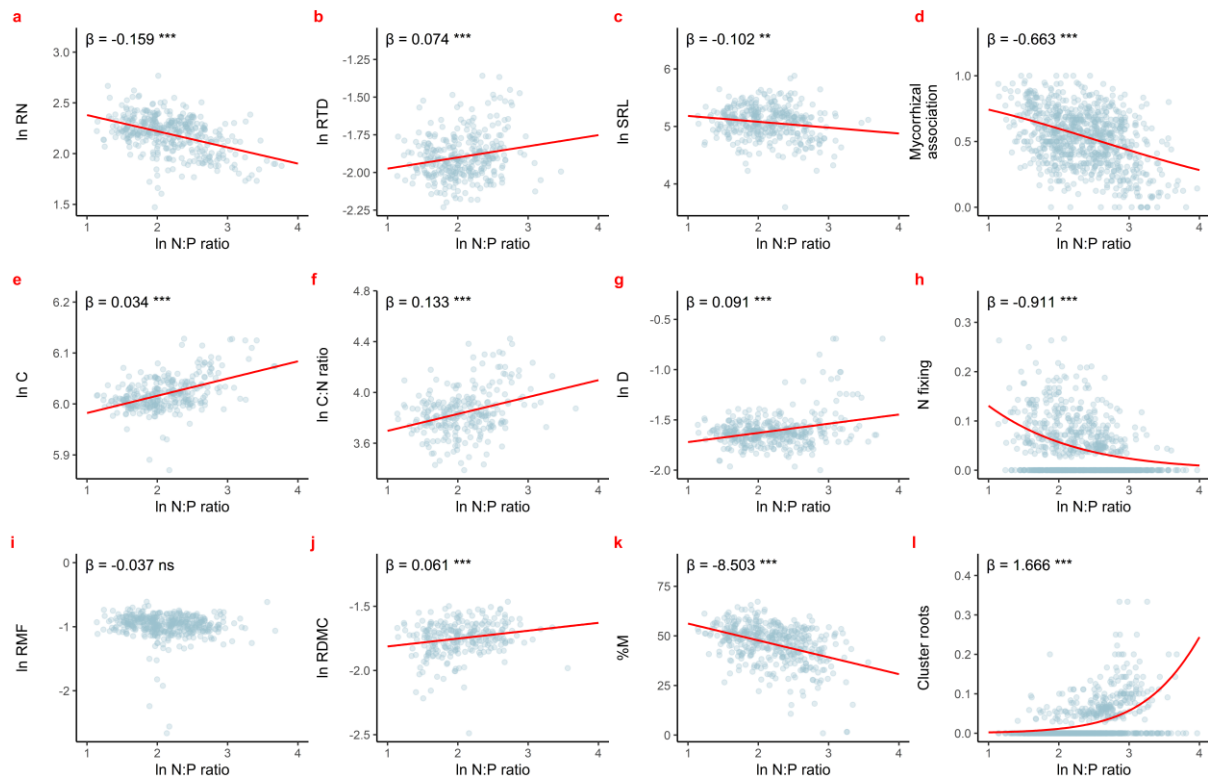 a
β = -0.159 ***
ln RN
3.0
2.5
2.0
1.5
1 2 3 4
ln N:P ratio
b
β = 0.074 ***
ln RTD
-1.25
-1.50
-1.75
-2.00
-2.25
1 2 3 4
ln N:P ratio
c
β = -0.102 **
ln SRL
6
5
4
1 2 3 4
ln N:P ratio
d
β = -0.663 ***
Mycorrhizal
association
1.0
0.5
0.0
1 2 3 4
ln N:P ratio
e
β = 0.034 ***
ln C
6.2
6.1
6.0
5.9
1 2 3 4
ln N:P ratio
f
β = 0.133 ***
ln C:N ratio
4.8
4.4
4.0
3.6
1 2 3 4
ln N:P ratio
g
β = 0.091 ***
ln D
-0.5
-1.0
-1.5
-2.0
1 2 3 4
ln N:P ratio
h
β = -0.911 ***
N fixing
0.3
0.2
0.1
0.0
1 2 3 4
ln N:P ratio
i
β = -0.037 ns
ln RMF
0
-1
-2
1 2 3 4
ln N:P ratio
j
β = 0.061 ***
ln RDMC
-1.5
-2.0
-2.5
1 2 3 4
ln N:P ratio
k
β = -8.503 ***
%M
75
50
25
0
1 2 3 4
ln N:P ratio
l
β = 1.666 ***
Cluster roots
0.4
0.3
0.2
0.1
0.0
1 2 3 4
ln N:P ratio